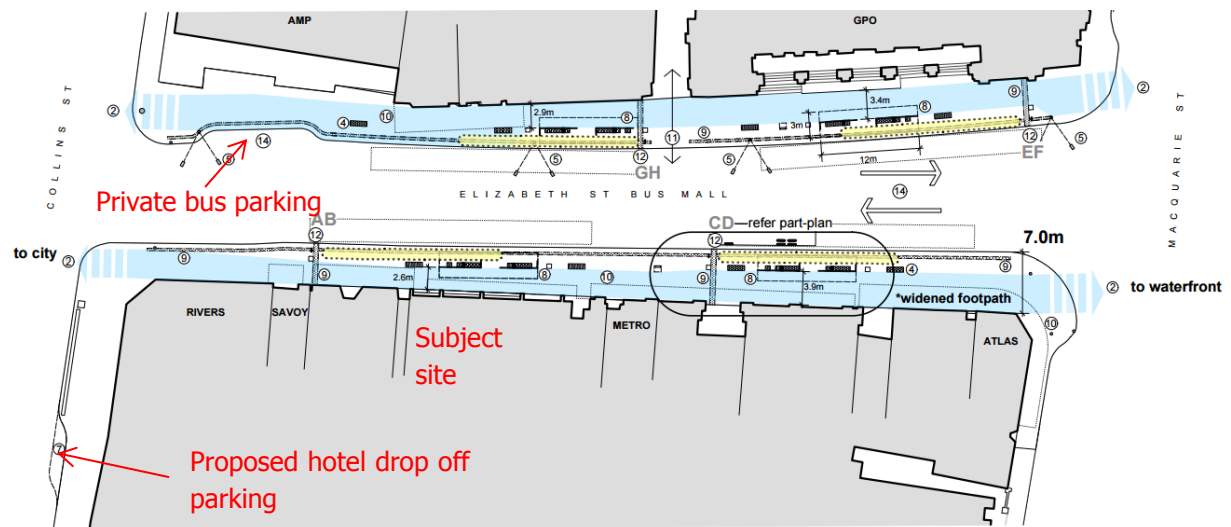 AMP
GPO
COLLINS ST
MACQUARIE ST
2
2
4
10
2.9m
8
9
11
9
3.4m
3m
8
9
12m
5
14
5
12
GH
5
12
EF
14
Private bus parking
ELIZABETH ST BUS MALL
AB
12
CD—refer part-plan
12
7.0m
to city
2
9
9
2.6m
8
10
9
8
3.9m
4
9
2
to waterfront
*widened footpath
10
RIVERS
SAVOY
METRO
ATLAS
Subject
site
7
Proposed hotel drop off
parking